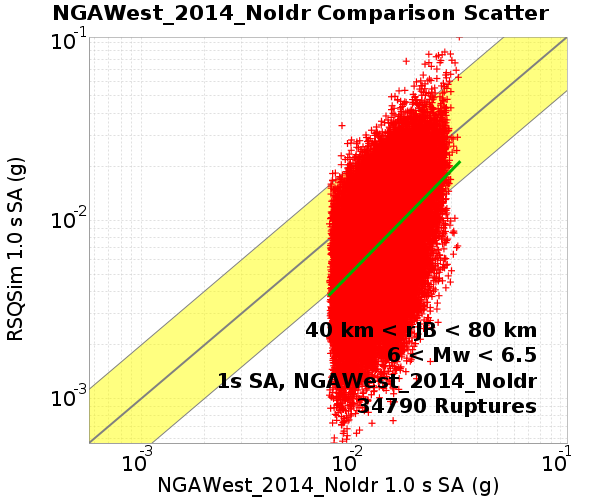 NGAWest_2014_NoIdr Comparison Scatter
10-1
10-2
10-3
RSQSim 1.0 s SA (g)
40 km < rJB < 80 km
6 < Mw < 6.5
1s SA, NGAWest_2014_NoIdr
34790 Ruptures
10-3 10-2 10-1
NGAWest_2014_NoIdr 1.0 s SA (g)